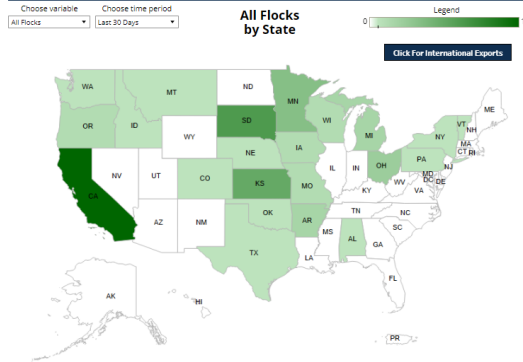 Choose variable
Choose time period
All Flocks
Last 30 Days
All Flocks
by State
Legend
0
Click For International Exports
WA
MT
ND
MN
ME
OR
ID
SD
WI
MI
VT
NH
NY
WY
MA
CT RI
NE
IA
PA
NJ
NV
UT
CO
IL
IN
OH
MD
DC
DE
CA
KS
MO
KY
WV
VA
AZ
NM
OK
AR
TN
NC
SC
MS
AL
GA
TX
LA
FL
AK
HI
PR